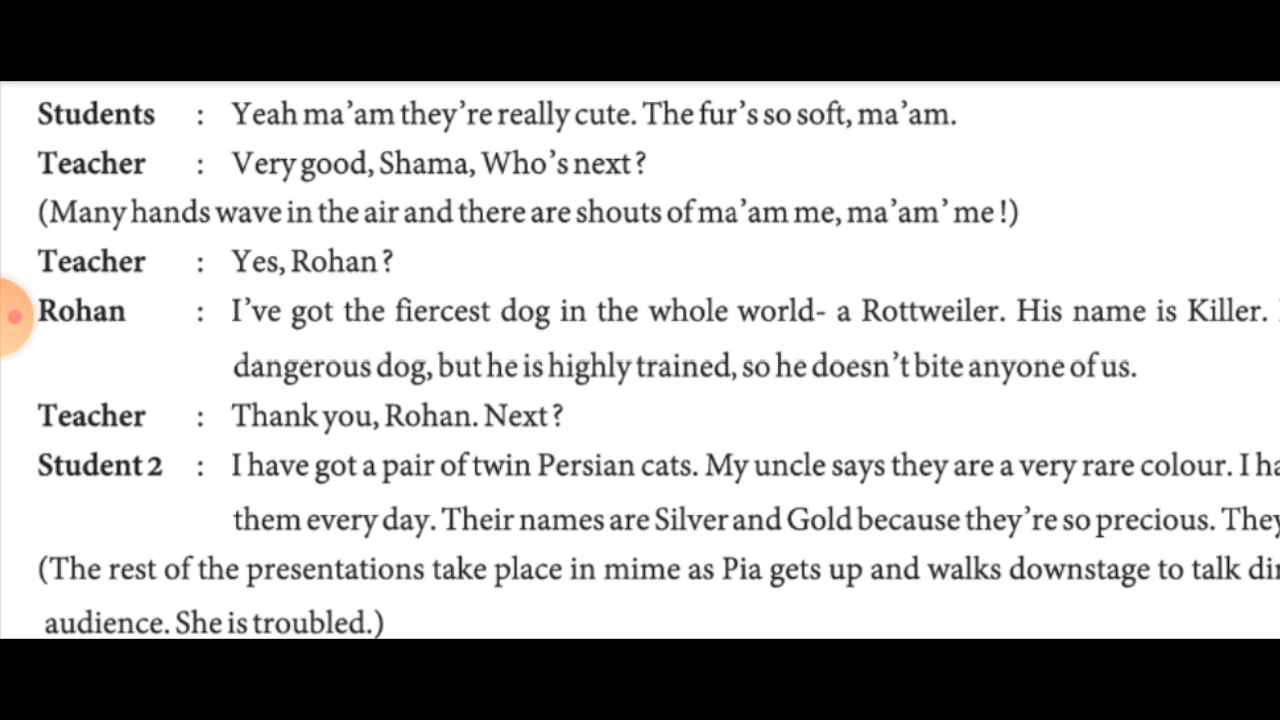 Students : Yeah ma’am they’re really cute. The fur’s so soft, ma’am.
Teacher : Very good, Shama, Who’s next?
(Many hands wave in the air and there are shouts of ma’am me, ma’am’ me !)
Teacher : Yes, Rohan?
Rohan : I’ve got the fiercest dog in the whole world- a Rottweiler. His name is Killer.
dangerous dog, but he is highly trained, so he doesn’t bite anyone of us.
Teacher : Thank you, Rohan. Next?
Student 2 : I have got a pair of twin Persian cats. My uncle says they are a very rare colour. I
them every day. Their names are Silver and Gold because they’re so precious. They
(The rest of the presentations take place in mime as Pia gets up and walks downstage to talk
audience. She is troubled.)